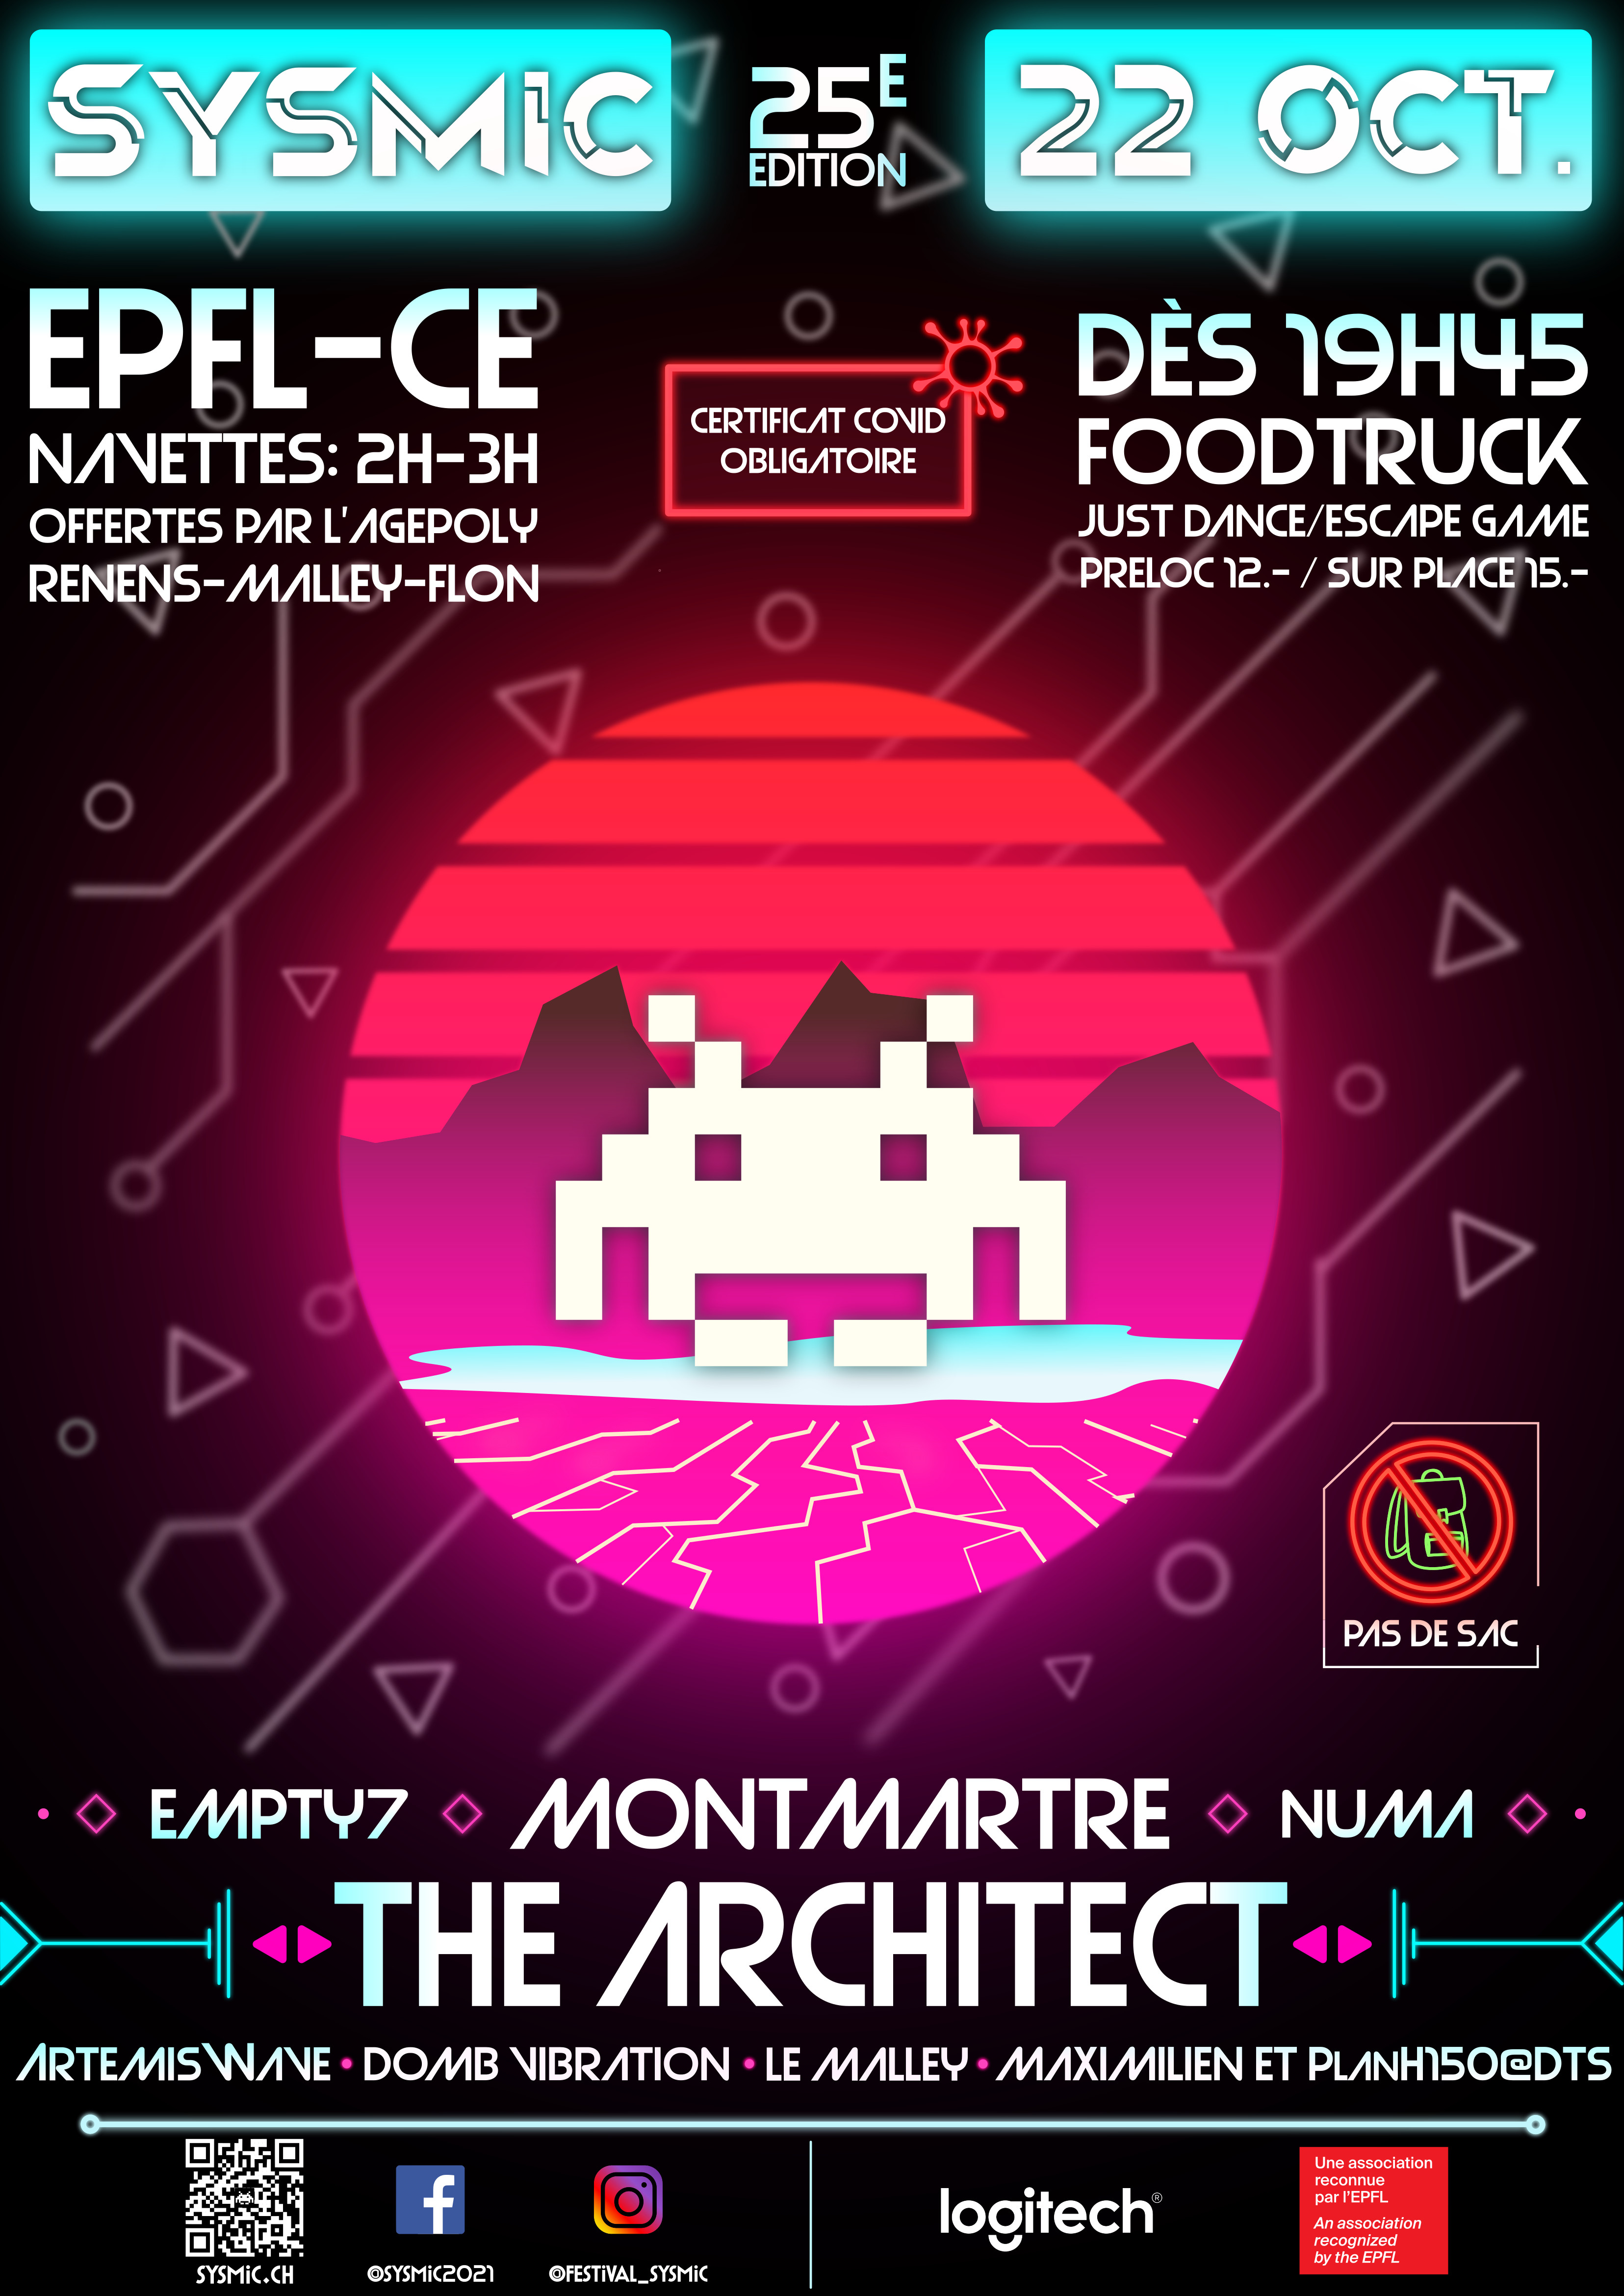 SYSMiC
25E
EDITION
22 OCT.
EPFL-CE
NAVETTES: 2H-3H
OFFERTES PAR L'AGEPOLY
RENENS-MALLEY-FLON
CERTIFICAT COVID
OBLIGATOIRE
DÈS 19H45
FOODTRUCK
JUST DANCE/ESCAPE GAME
PRELOC 12.- / SUR PLACE 15.-
PAS DE SAC
EMPTY7 MONTMARTRE NUMA
THE ARCHITECT
ARTEMISWAVE • DOMB VIBRATION • LE MALLEY • MAXIMILIEN ET PLANH150@DTS
SYSMiC.CH
@SYSMiC2021
@FESTiVAL_SYSMiC
logitech®
Une association
reconnue
par l'EPFL
An association
recognized
by the EPFL